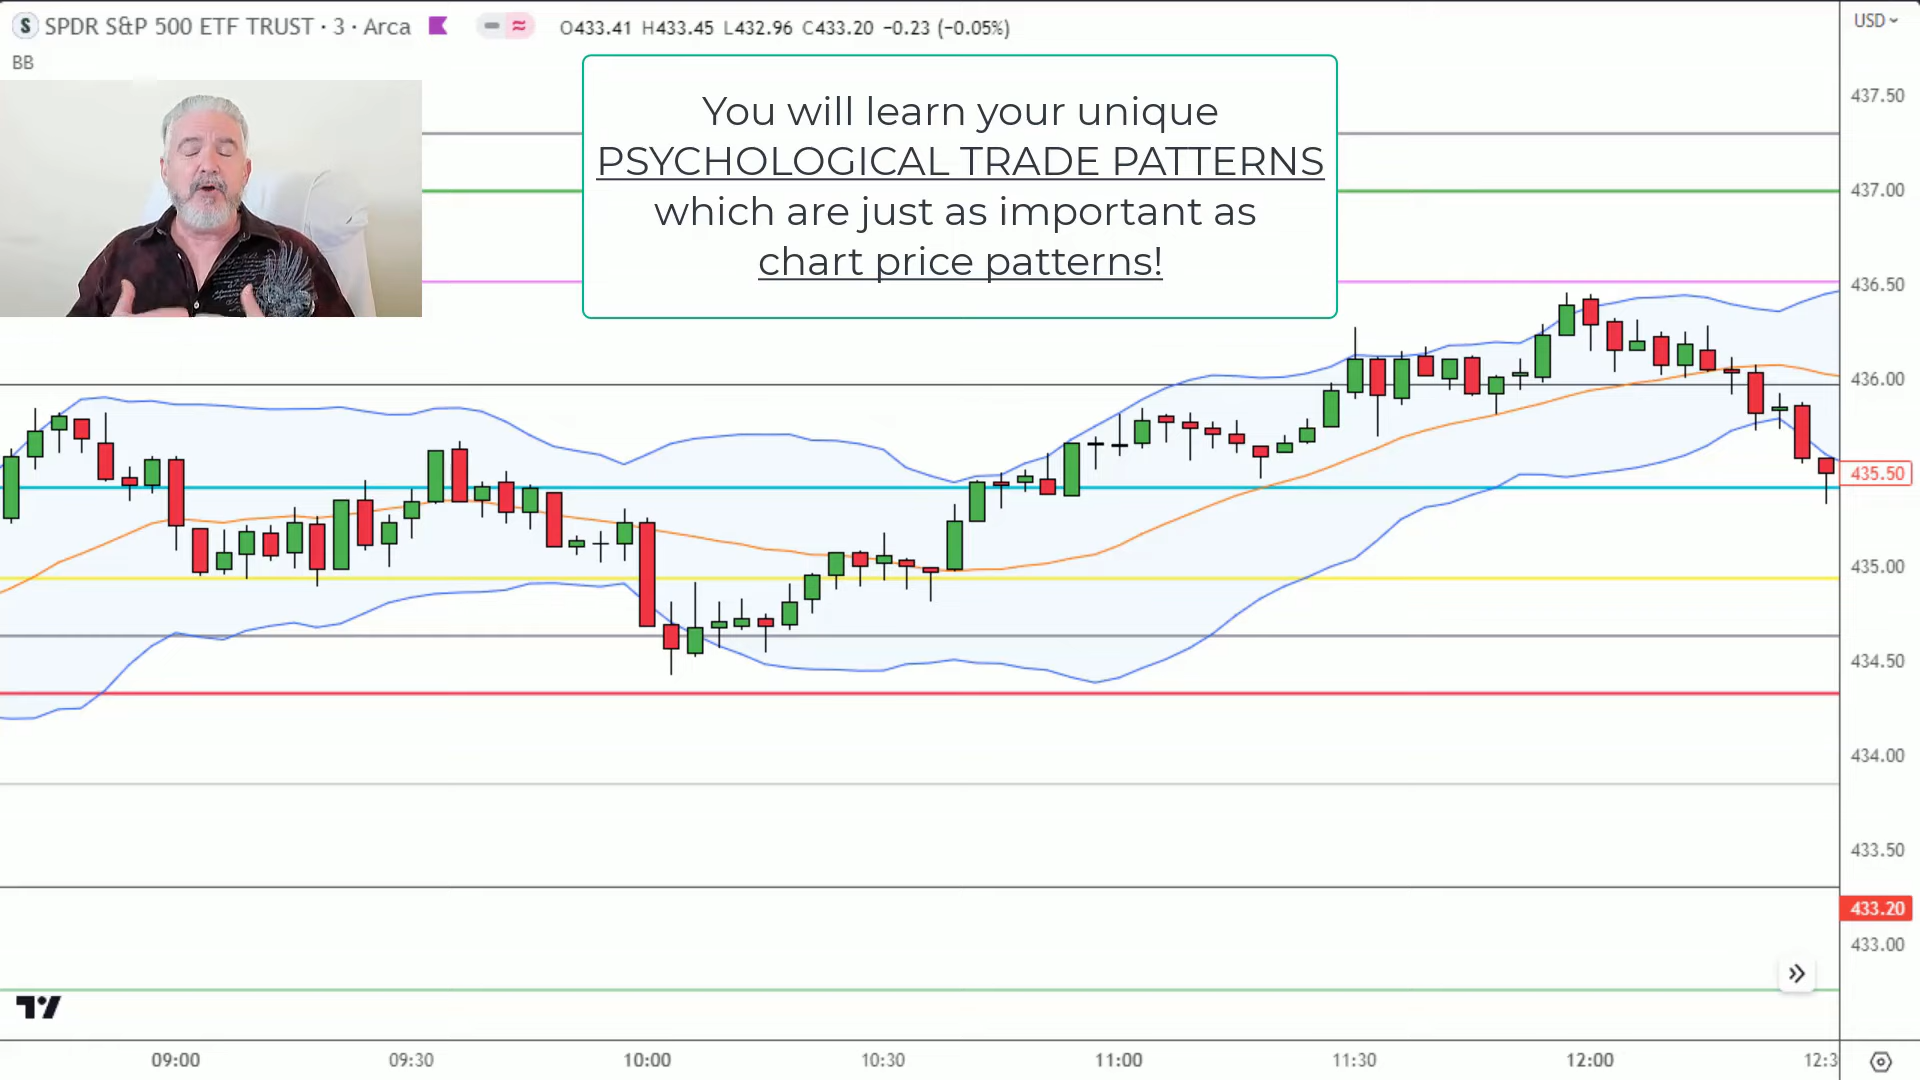 S SPDR S&P 500 ETF TRUST · 3 · Arca O433.41 H433.45 L432.96 C433.20 −0.23 (−0.05%)
USD
BB
You will learn your unique
PSYCHOLOGICAL TRADE PATTERNS
which are just as important as
chart price patterns!
437.50
437.00
436.50
436.00
435.50
435.00
434.50
434.00
433.50
433.20
433.00
09:00 09:30 10:00 10:30 11:00 11:30 12:00 12:3